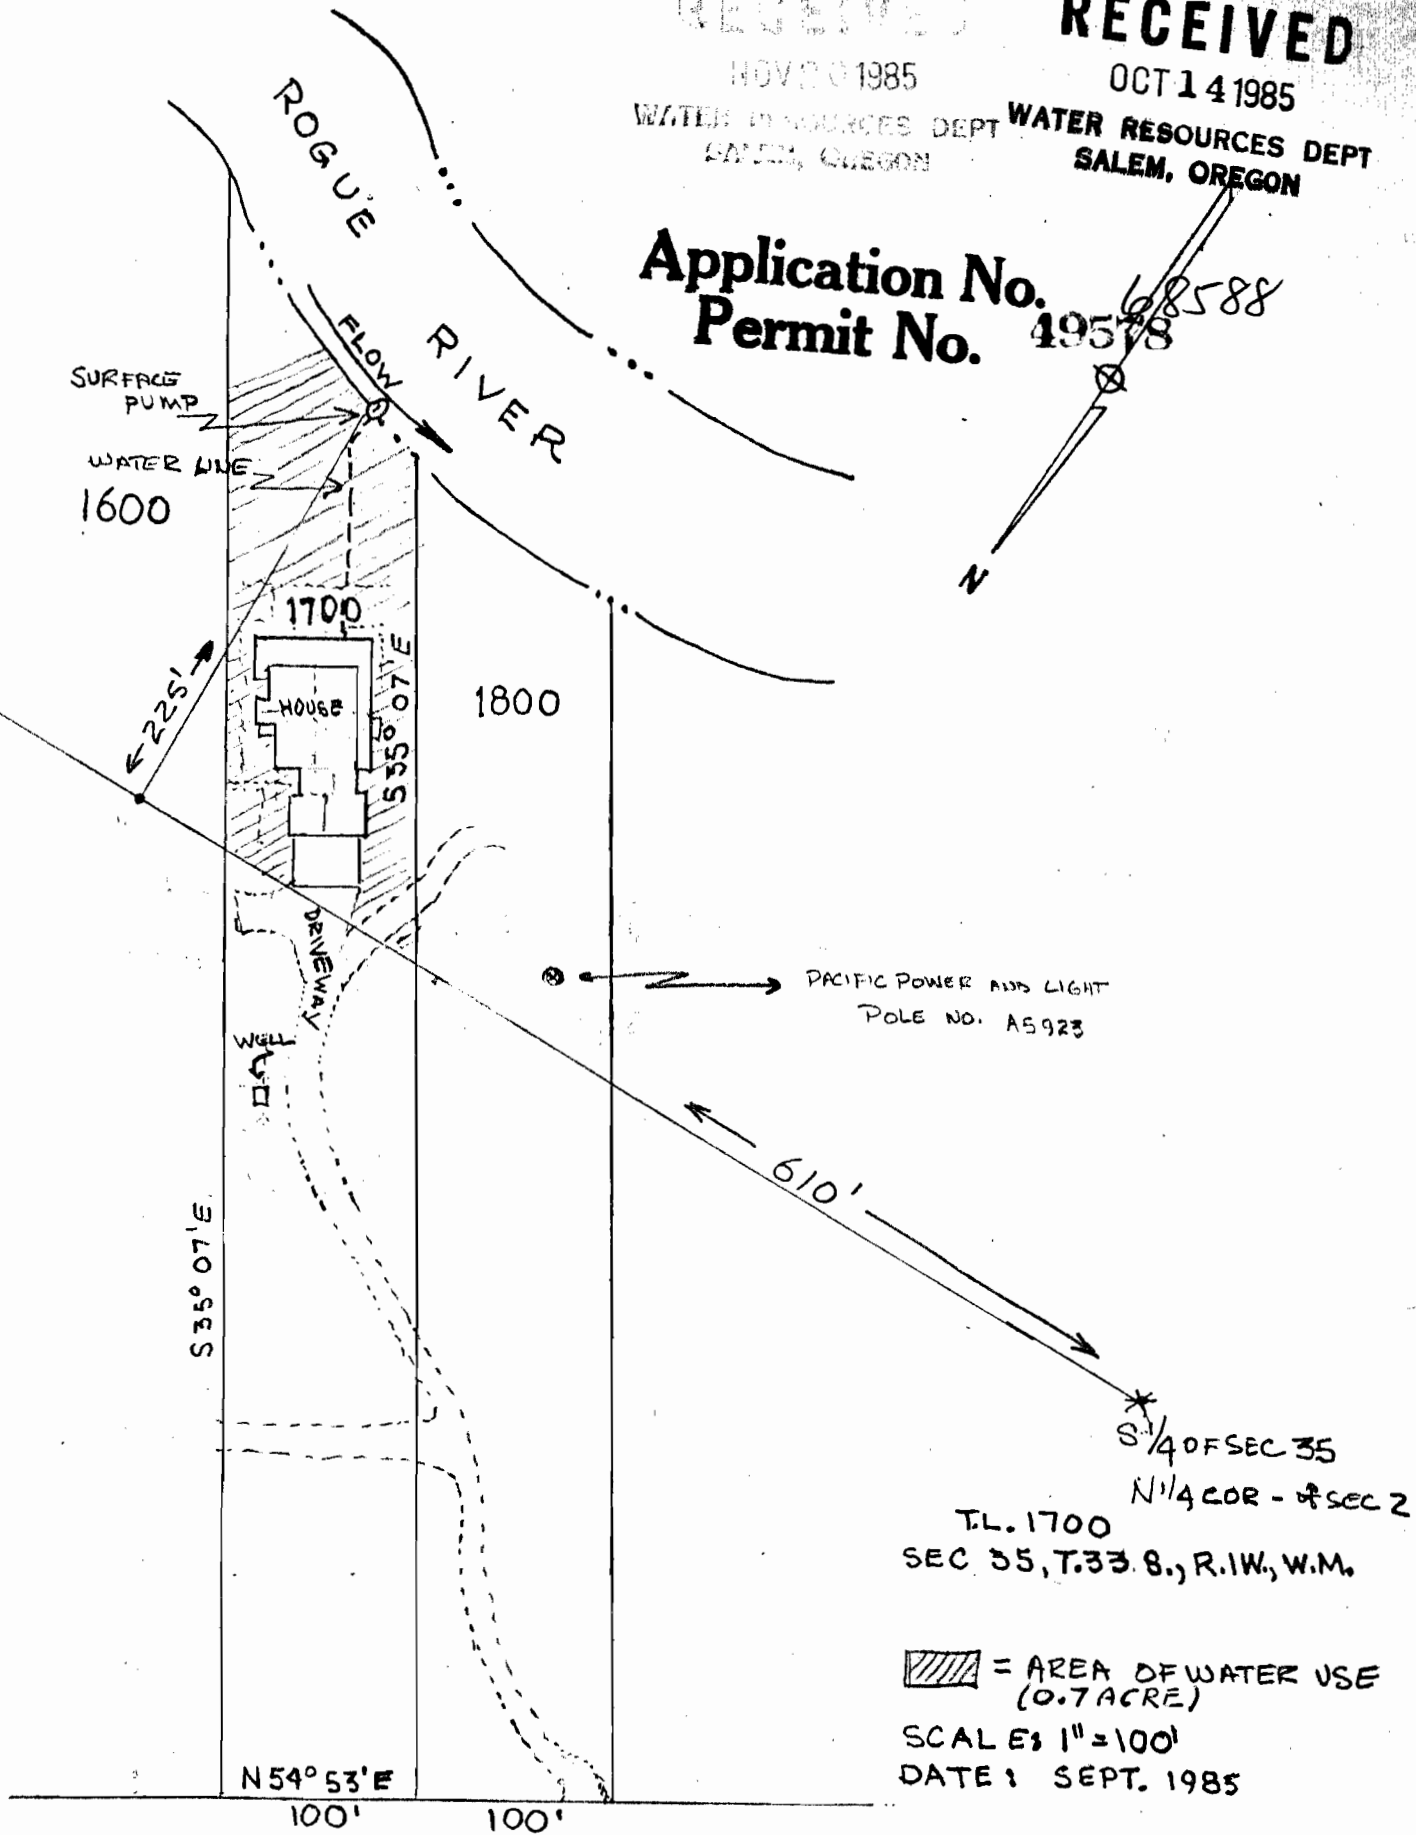 RECEIVED
NOV 1985
WATER RESOURCES DEPT
SALEM, OREGON
RECEIVED
OCT 14 1985
WATER RESOURCES DEPT
SALEM, OREGON
Application No. 68588
Permit No. 49578
ROGUE
RIVER
FLOW
SURFACE
PUMP
WATER LINE
1600
1700
HOUSE
1800
S35° 07' E
225'
N
DRIVEWAY
WELL
PACIFIC POWER AND LIGHT
POLE NO. A5923
610'
S35° 07' E
S 1/4 OF SEC 35
N 1/4 COR - of SEC 2
T.L. 1700
SEC 35, T.33 S., R.1W., W.M.
= AREA OF WATER USE
(0.7 ACRE)
SCALE: 1" = 100'
DATE: SEPT. 1985
N54° 53' E
100' 100'